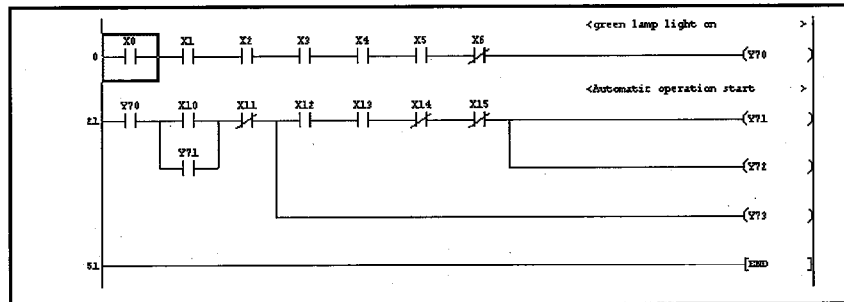 <green lamp light on >
X0 X1 X2 X3 X4 X5 X6
0 (Y70 )
<Automatic operation start >
Y70 X10 X11 X12 X13 X14 X15
21 (Y71 )
Y71 (Y72 )
(Y73 )
51 [END ]